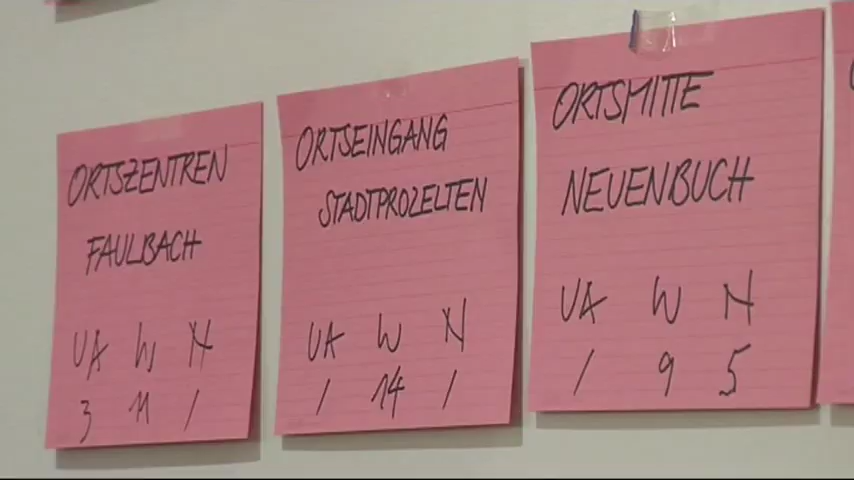 ORTSZENTREN
FAULBACH
UA W N
3 11 /
ORTSEINGANG
STADTPROZELTEN
UA W N
/ 14 /
ORTSMITTE
NEUENBUCH
UA W N
/ 9 5